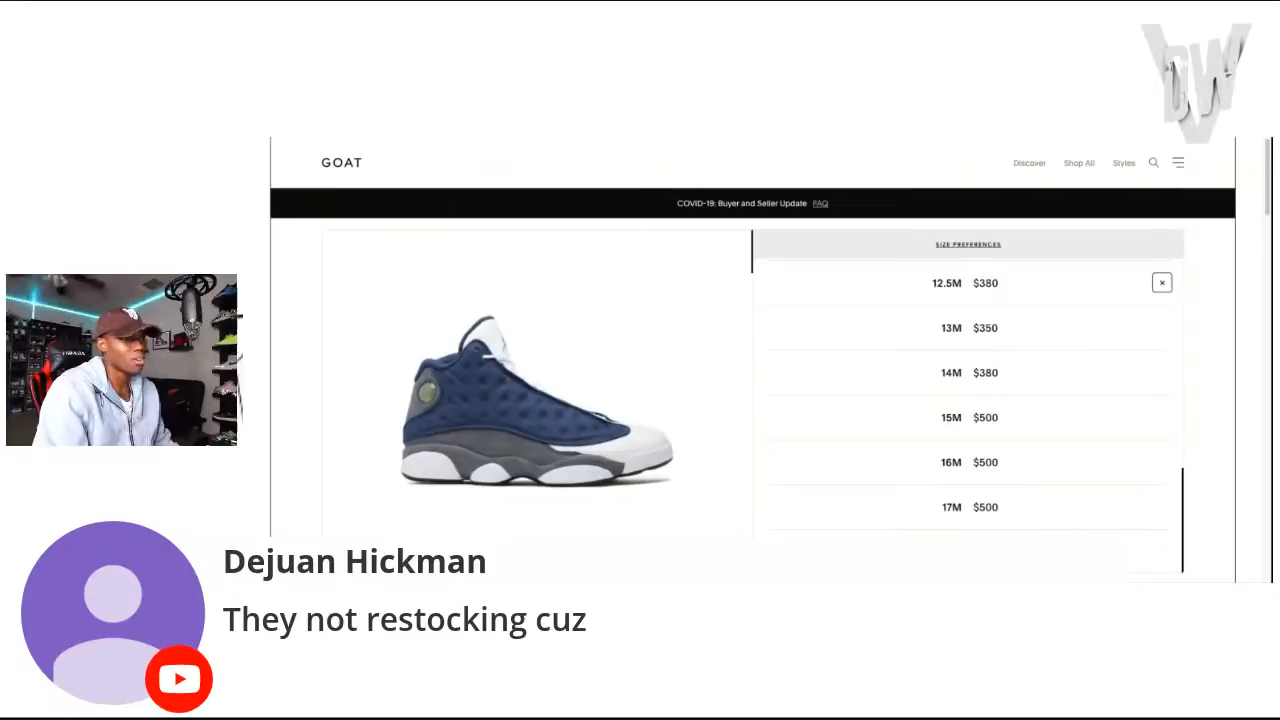 DW
GOAT
Discover
Shop All
Styles
COVID-19: Buyer and Seller Update FAQ
SIZE PREFERENCES
12.5M $380
×
13M $350
14M $380
15M $500
16M $500
17M $500
Dejuan Hickman
They not restocking cuz